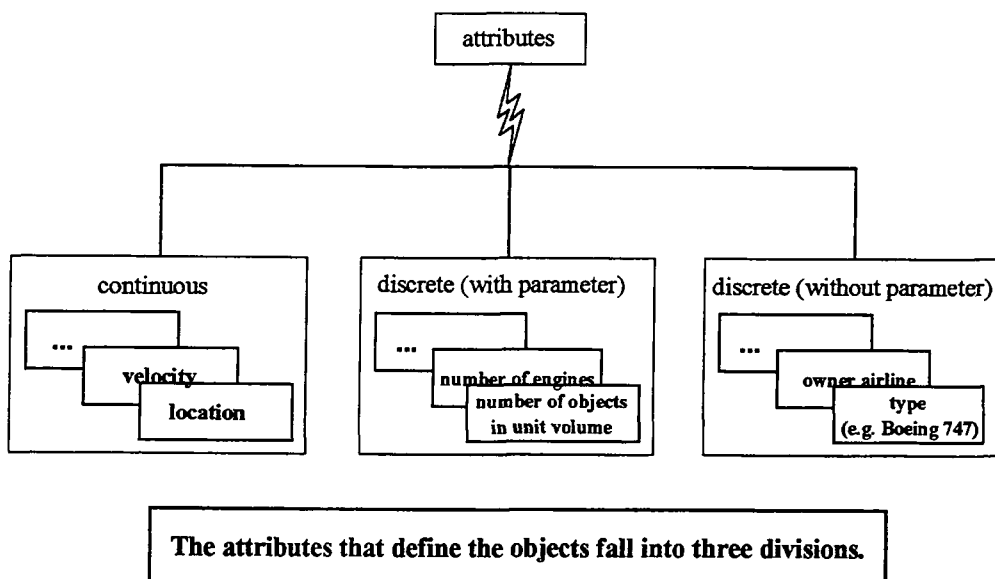 attributes
continuous
...
velocity
location
discrete (with parameter)
...
number of engines
number of objects
in unit volume
discrete (without parameter)
...
owner airline
type
(e.g. Boeing 747)
The attributes that define the objects fall into three divisions.